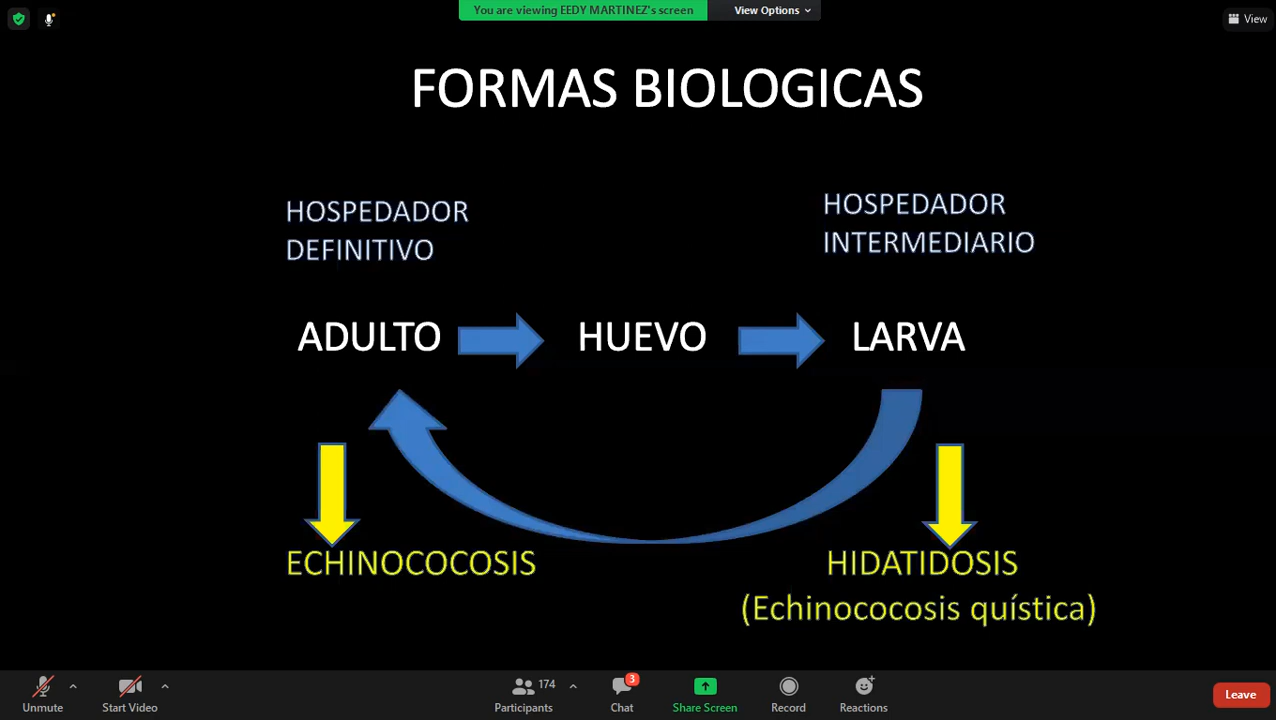 You are viewing EEDY MARTINEZ's screen
View Options
View
FORMAS BIOLOGICAS
HOSPEDADOR
DEFINITIVO
HOSPEDADOR
INTERMEDIARIO
ADULTO
HUEVO
LARVA
ECHINOCOCOSIS
HIDATIDOSIS
(Echinococosis quística)
Unmute
Start Video
174
Participants
3
Chat
Share Screen
Record
Reactions
Leave